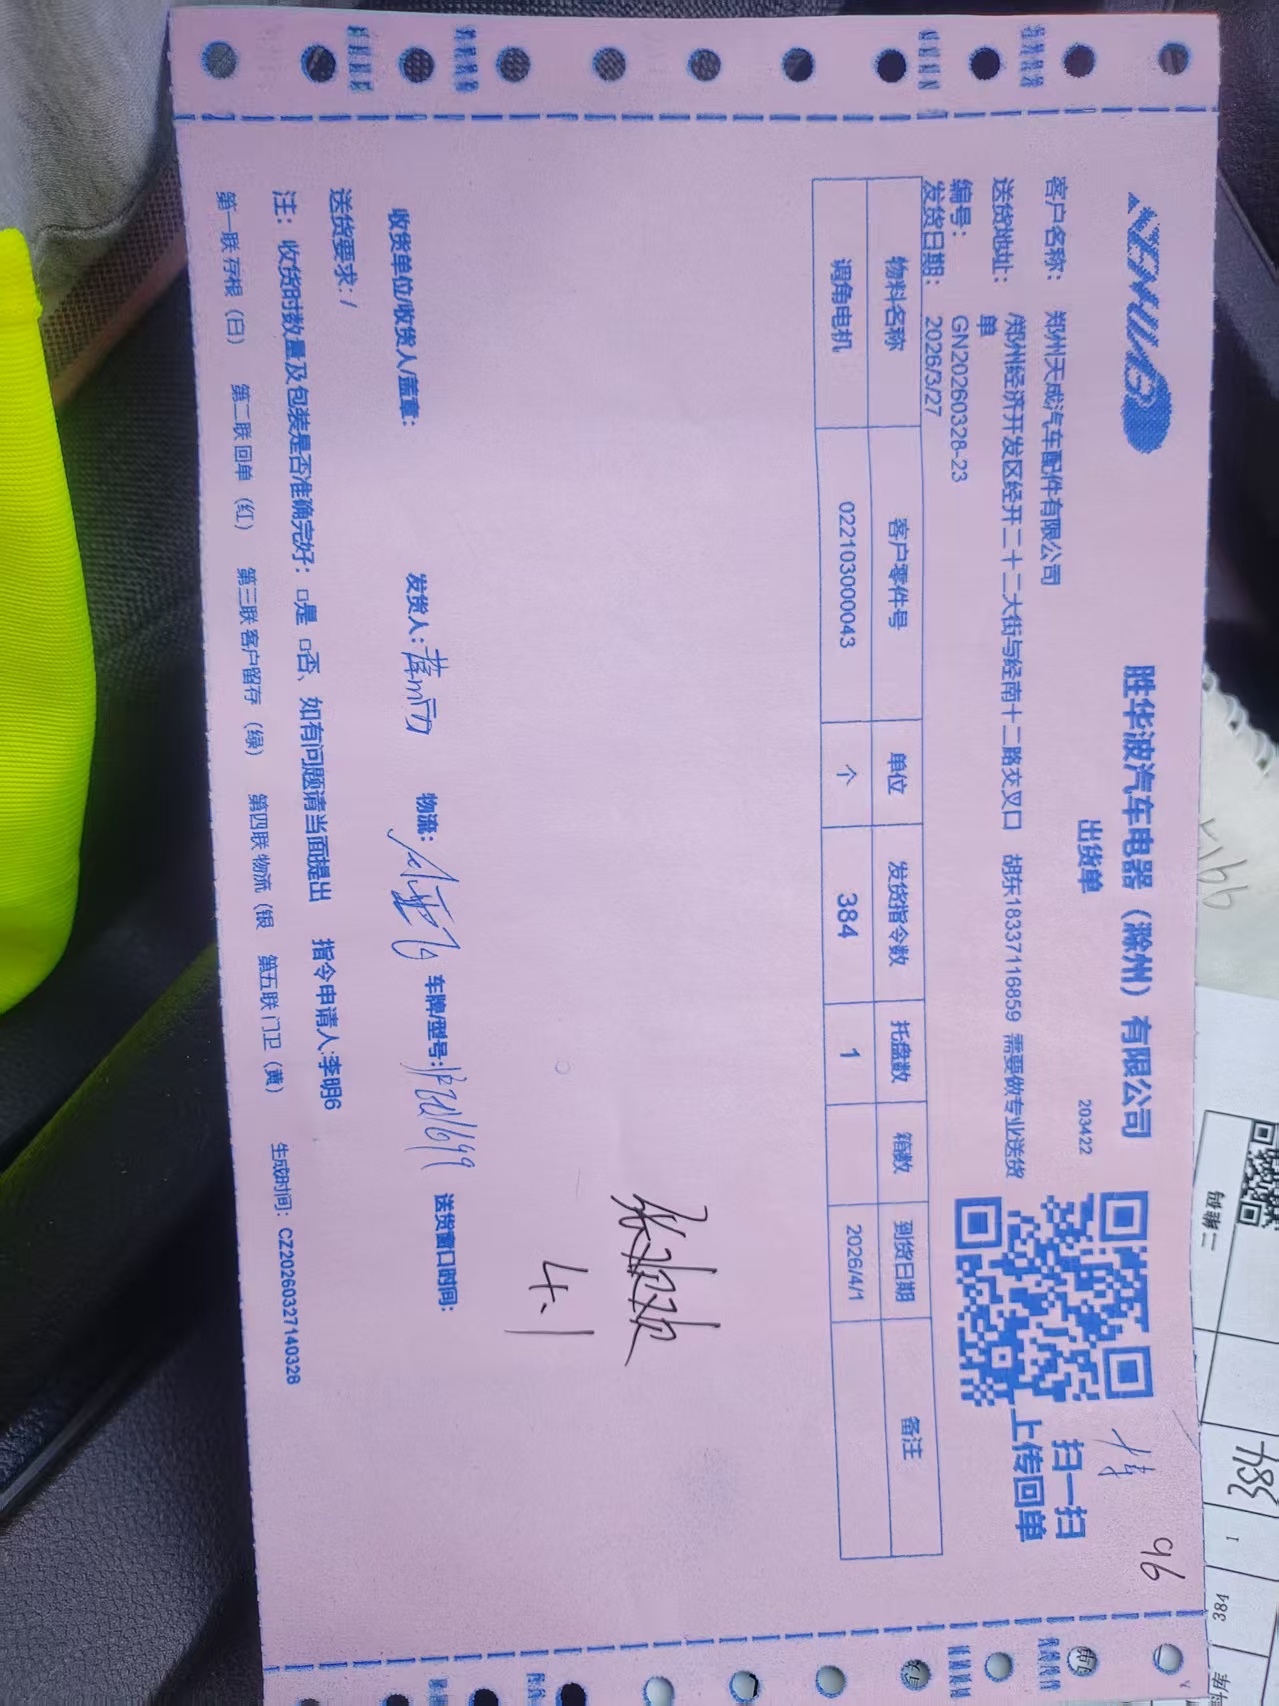 胜华波汽车电器（滁州）有限公司
出货单
203422
客户名称： 郑州天成汽车配件有限公司
送货地址： /郑州经济开发区经开二十二大街与经南十二路交叉口 胡东18337116859 需要做专业送货
单
编号： GN20260328-23
发货日期： 2026/3/27
扫一扫
上传回单
96
物料名称 客户零件号 单位 发货指令数 托盘数 箱数 到货日期 备注
调角电机 02210300043 个 384 1 2026/4/1
4.1
收货单位/收货人/盖章： 发货人： 物流： 车牌/型号: 送货窗口时间:
送货要求: /
注： 收货时数量及包装是否准确完好：□是 □否、如有问题请当面提出 指令申请人:李明6
第一联 存根（白） 第二联 回单（红） 第三联 客户留存（绿） 第四联 物流（银 第五联 门卫（黄） 生成时间：CZ20260327140328
384
1
384